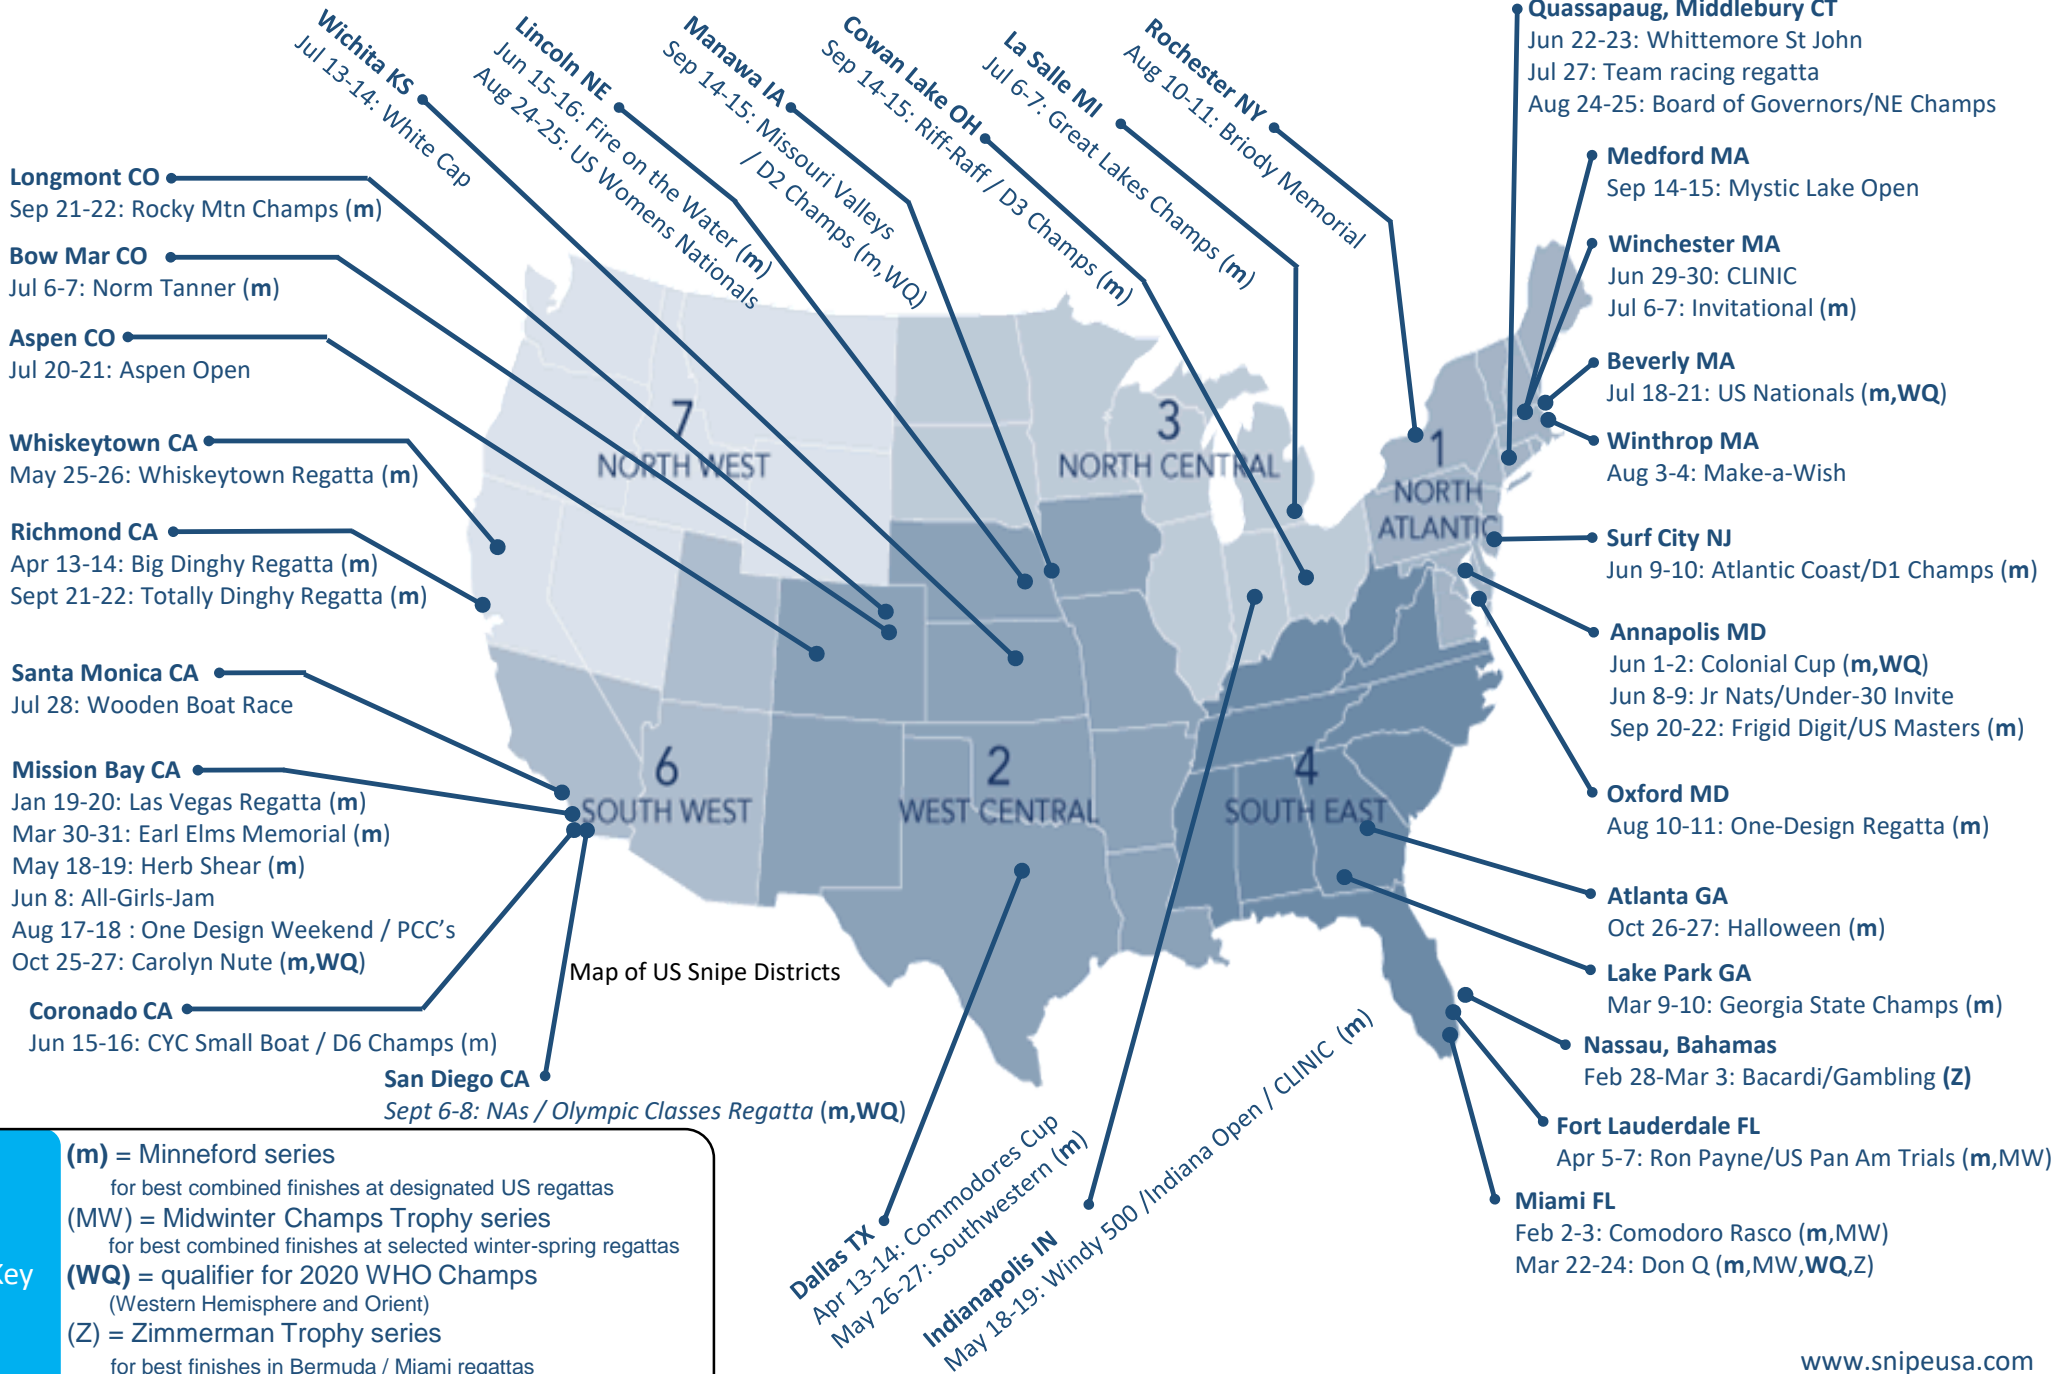 Wichita KS
Jul 13-14: White Cap
Lincoln NE
Jun 15-16: Fire on the Water (m)
Aug 24-25: US Womens Nationals
Manawa IA
Sep 14-15: Missouri Valleys
/ D2 Champs (m,WQ)
Cowan Lake OH
Sep 14-15: Riff-Raff / D3 Champs (m)
La Salle MI
Jul 6-7: Great Lakes Champs (m)
Rochester NY
Aug 10-11: Briody Memorial
Quassapaug, Middlebury CT
Jun 22-23: Whittemore St John
Jul 27: Team racing regatta
Aug 24-25: Board of Governors/NE Champs
Medford MA
Sep 14-15: Mystic Lake Open
Winchester MA
Jun 29-30: CLINIC
Jul 6-7: Invitational (m)
Beverly MA
Jul 18-21: US Nationals (m,WQ)
Winthrop MA
Aug 3-4: Make-a-Wish
Surf City NJ
Jun 9-10: Atlantic Coast/D1 Champs (m)
Annapolis MD
Jun 1-2: Colonial Cup (m,WQ)
Jun 8-9: Jr Nats/Under-30 Invite
Sep 20-22: Frigid Digit/US Masters (m)
Oxford MD
Aug 10-11: One-Design Regatta (m)
Atlanta GA
Oct 26-27: Halloween (m)
Lake Park GA
Mar 9-10: Georgia State Champs (m)
Nassau, Bahamas
Feb 28-Mar 3: Bacardi/Gambling (Z)
Fort Lauderdale FL
Apr 5-7: Ron Payne/US Pan Am Trials (m,MW)
Miami FL
Feb 2-3: Comodoro Rasco (m,MW)
Mar 22-24: Don Q (m,MW,WQ,Z)
Longmont CO
Sep 21-22: Rocky Mtn Champs (m)
Bow Mar CO
Jul 6-7: Norm Tanner (m)
Aspen CO
Jul 20-21: Aspen Open
Whiskeytown CA
May 25-26: Whiskeytown Regatta (m)
Richmond CA
Apr 13-14: Big Dinghy Regatta (m)
Sept 21-22: Totally Dinghy Regatta (m)
Santa Monica CA
Jul 28: Wooden Boat Race
Mission Bay CA
Jan 19-20: Las Vegas Regatta (m)
Mar 30-31: Earl Elms Memorial (m)
May 18-19: Herb Shear (m)
Jun 8: All-Girls-Jam
Aug 17-18 : One Design Weekend / PCC's
Oct 25-27: Carolyn Nute (m,WQ)
Coronado CA
Jun 15-16: CYC Small Boat / D6 Champs (m)
San Diego CA
Sept 6-8: NAs / Olympic Classes Regatta (m,WQ)
7
NORTH WEST
3
NORTH CENTRAL
1
NORTH
ATLANTIC
6
SOUTH WEST
2
WEST CENTRAL
4
SOUTH EAST
Map of US Snipe Districts
Dallas TX
Apr 13-14: Commodores Cup
May 26-27: Southwestern (m)
Indianapolis IN
May 18-19: Windy 500 /Indiana Open / CLINIC (m)
Key
(m) = Minneford series
for best combined finishes at designated US regattas
(MW) = Midwinter Champs Trophy series
for best combined finishes at selected winter-spring regattas
(WQ) = qualifier for 2020 WHO Champs
(Western Hemisphere and Orient)
(Z) = Zimmerman Trophy series
for best finishes in Bermuda / Miami regattas
www.snipeusa.com